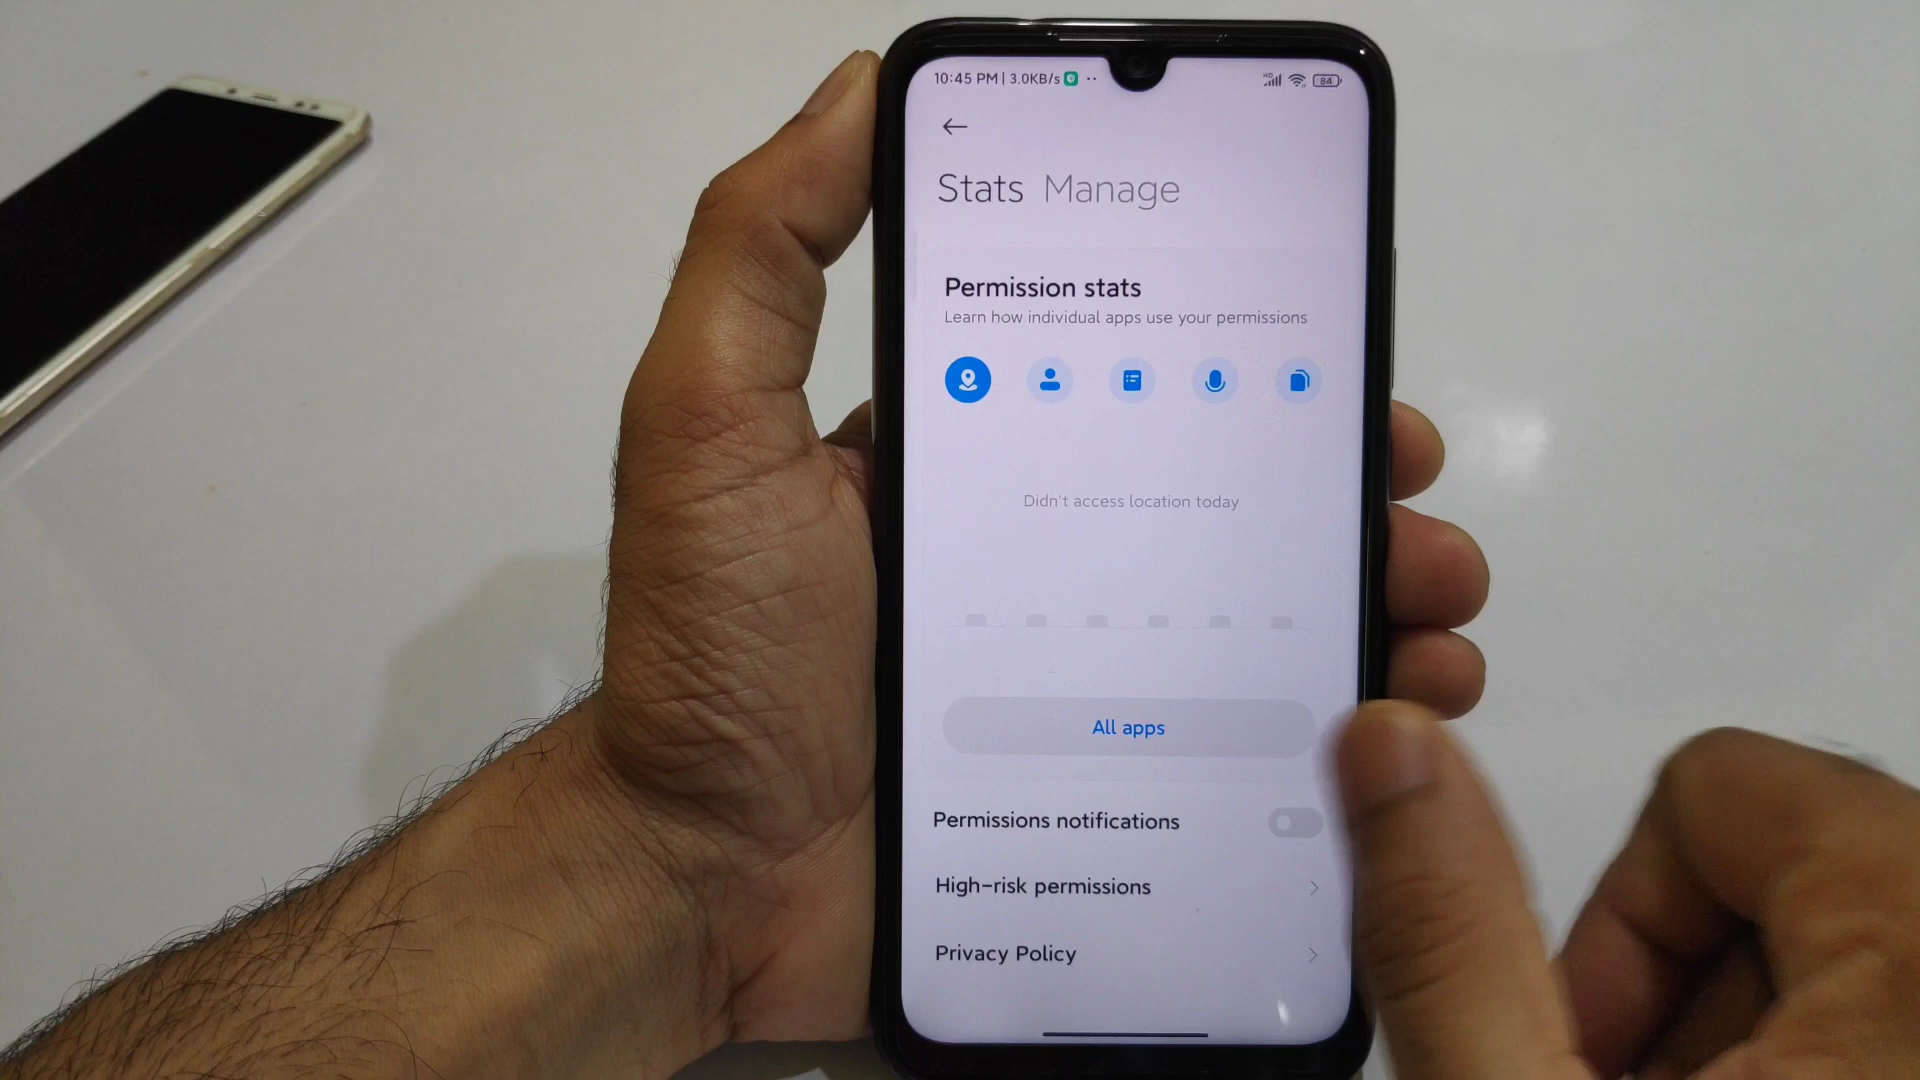 10:45 PM | 3.0KB/s ·· HD 84
Stats Manage
Permission stats
Learn how individual apps use your permissions
Didn't access location today
All apps
Permissions notifications
High-risk permissions
Privacy Policy